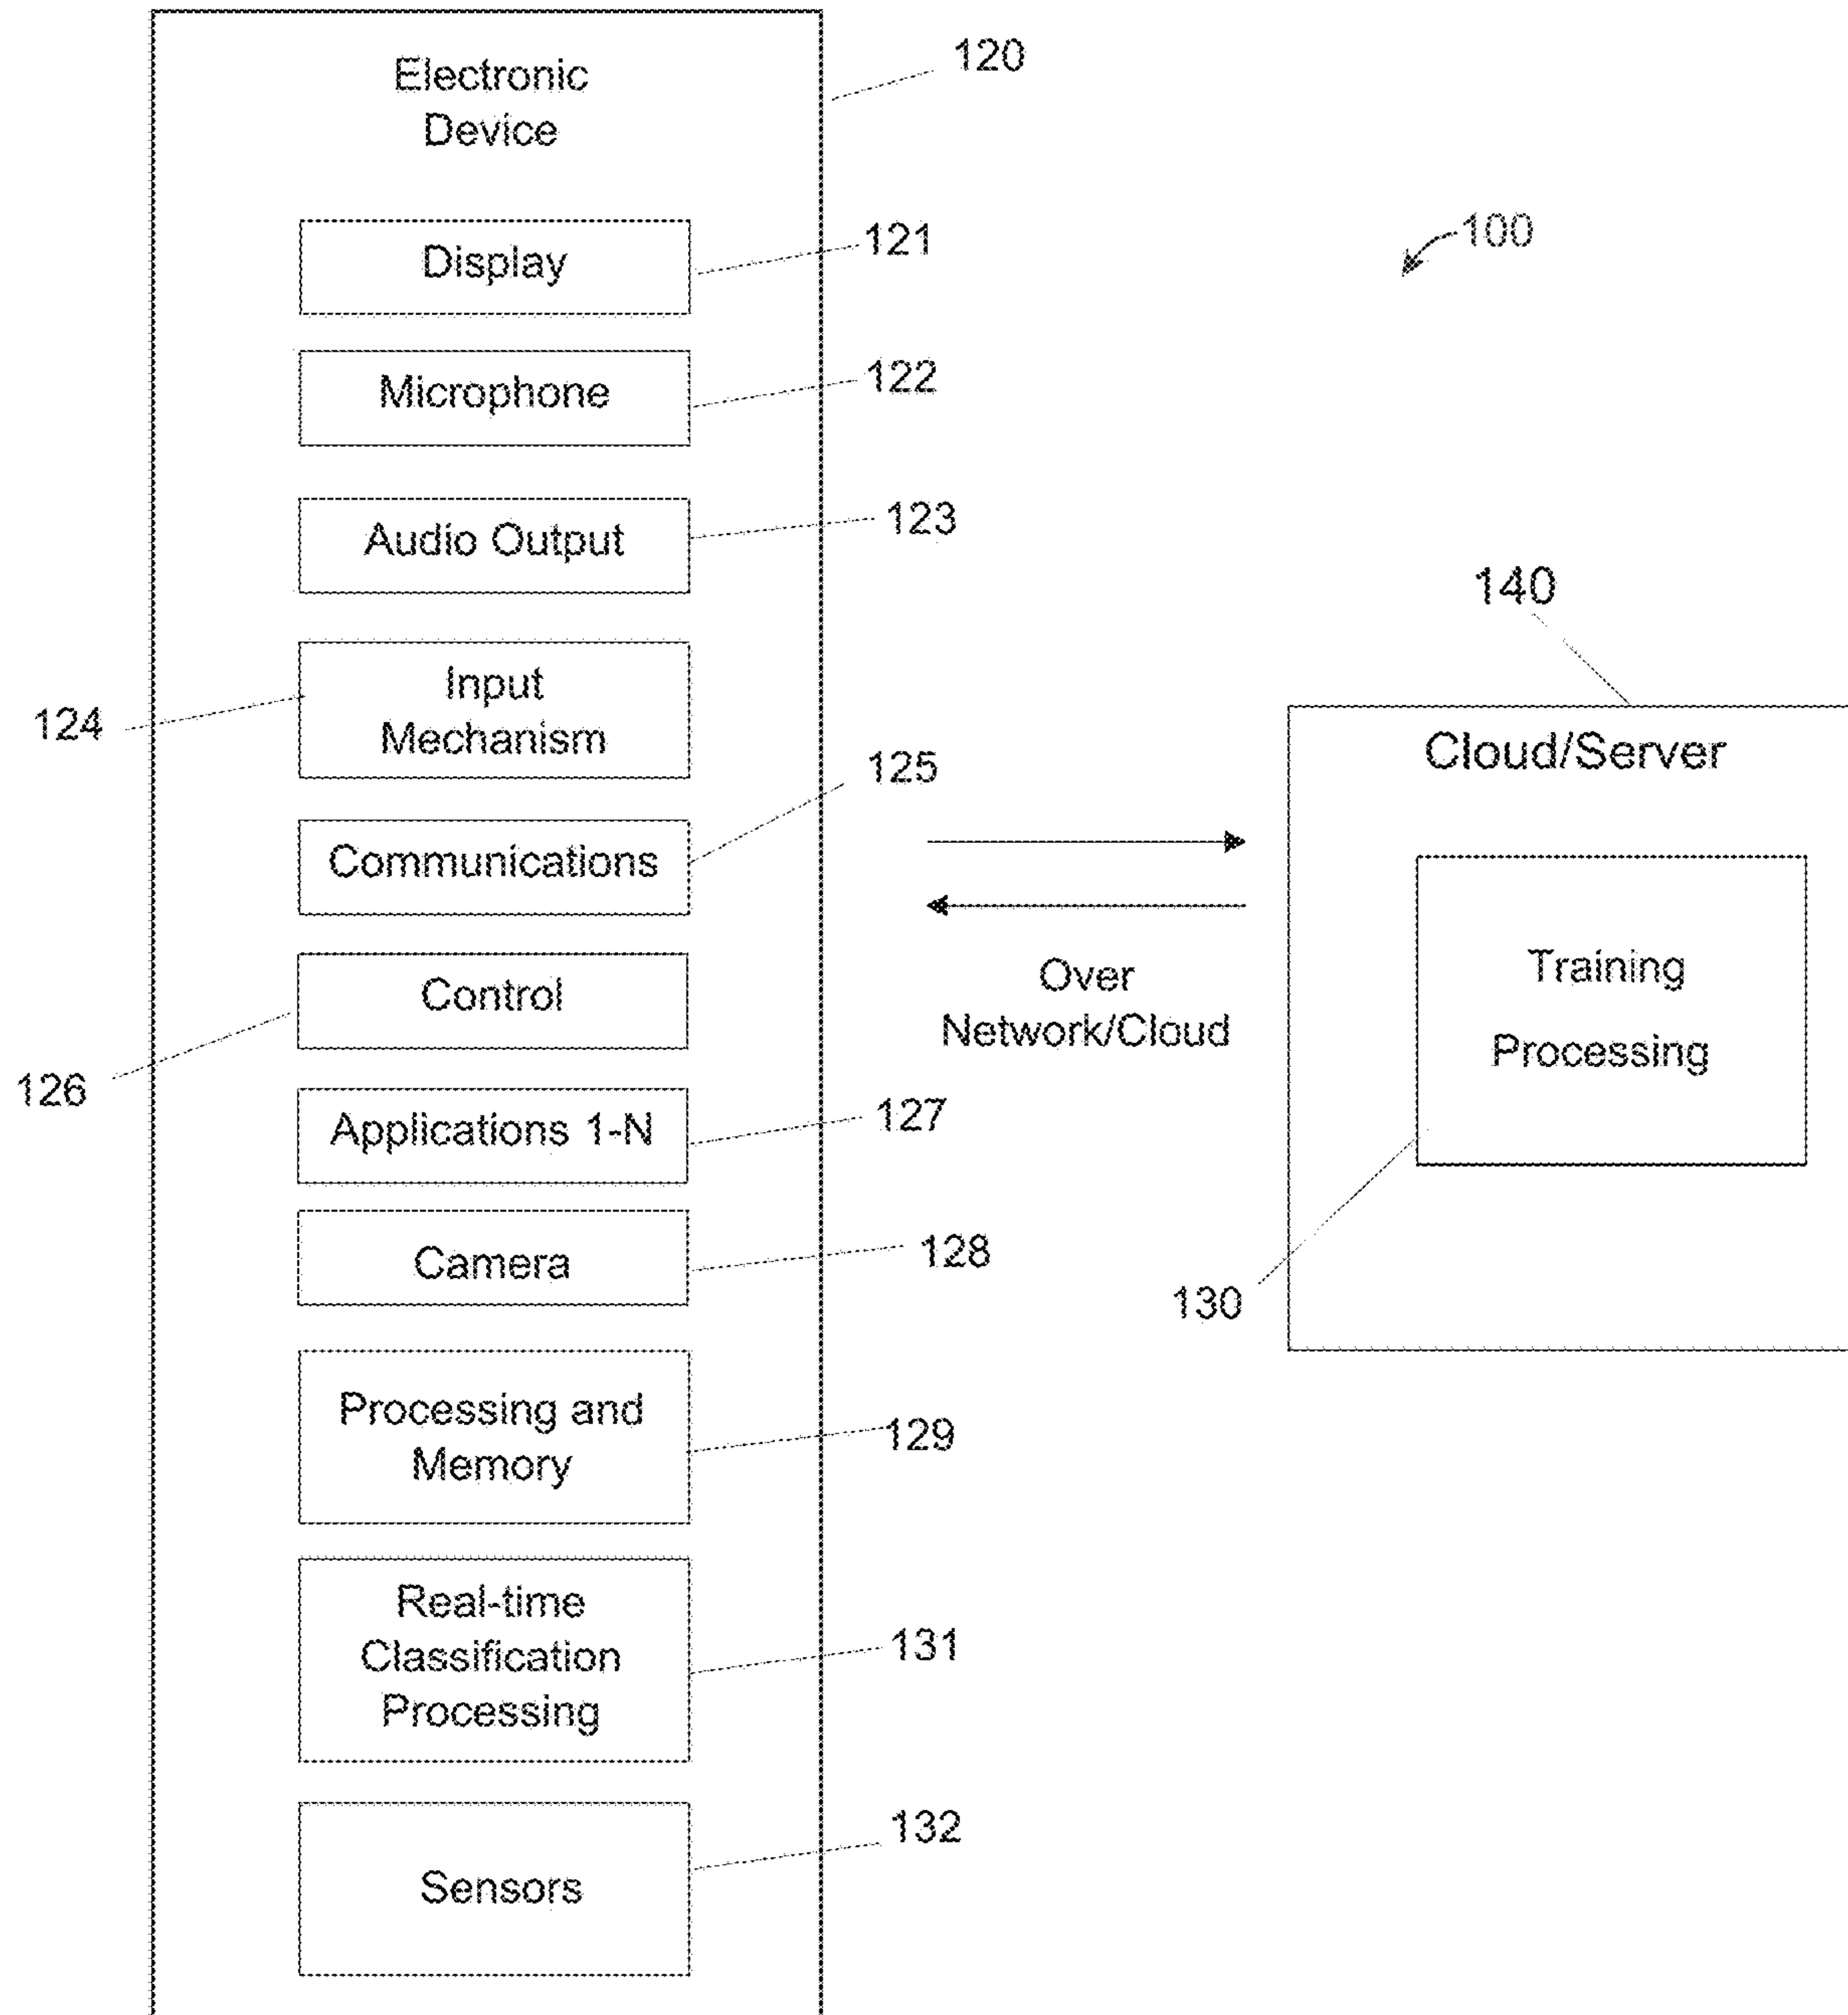 Electronic
Device
120
Display
121
100
Microphone
122
Audio Output
123
Input
Mechanism
124
Communications
125
Control
126
Applications 1-N
127
Camera
128
Processing and
Memory
129
Real-time
Classification
Processing
131
Sensors
132
Over
Network/Cloud
140
Cloud/Server
Training
Processing
130